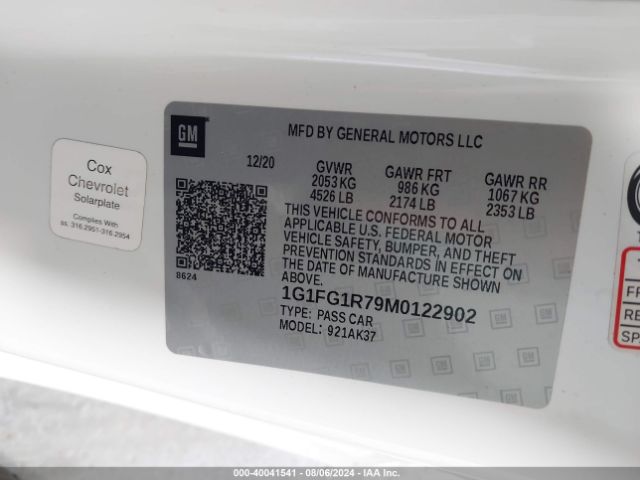 GM
MFD BY GENERAL MOTORS LLC
12/20
GVWR
2053 KG
4526 LB
GAWR FRT
986 KG
2174 LB
GAWR RR
1067 KG
2353 LB
THIS VEHICLE CONFORMS TO ALL
APPLICABLE U.S. FEDERAL MOTOR
VEHICLE SAFETY, BUMPER, AND THEFT
PREVENTION STANDARDS IN EFFECT ON
THE DATE OF MANUFACTURE SHOWN
ABOVE.
8624
1G1FG1R79M0122902
TYPE: PASS CAR
MODEL: 921AK37
Cox
Chevrolet
Solarplate
Complies With
ss. 316.2951-316.2954
FR
RE
SP
000-40041541 - 08/06/2024 - IAA Inc.